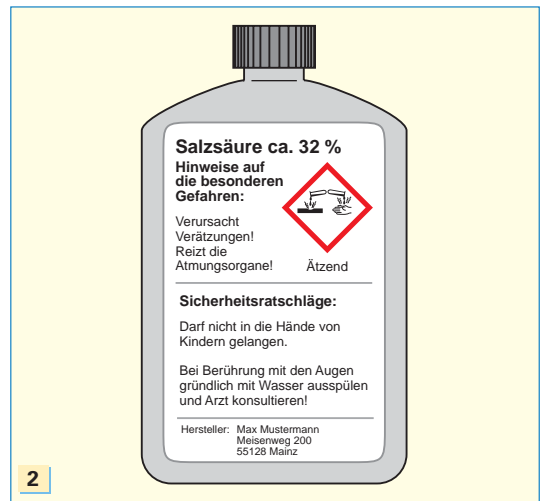 Salzsäure ca. 32 %
Hinweise auf
die besonderen
Gefahren:
Verursacht
Verätzungen!
Reizt die
Atmungsorgane!
Ätzend
Sicherheitsratschläge:
Darf nicht in die Hände von
Kindern gelangen.
Bei Berührung mit den Augen
gründlich mit Wasser ausspülen
und Arzt konsultieren!
Hersteller: Max Mustermann
Meisenweg 200
55128 Mainz
2